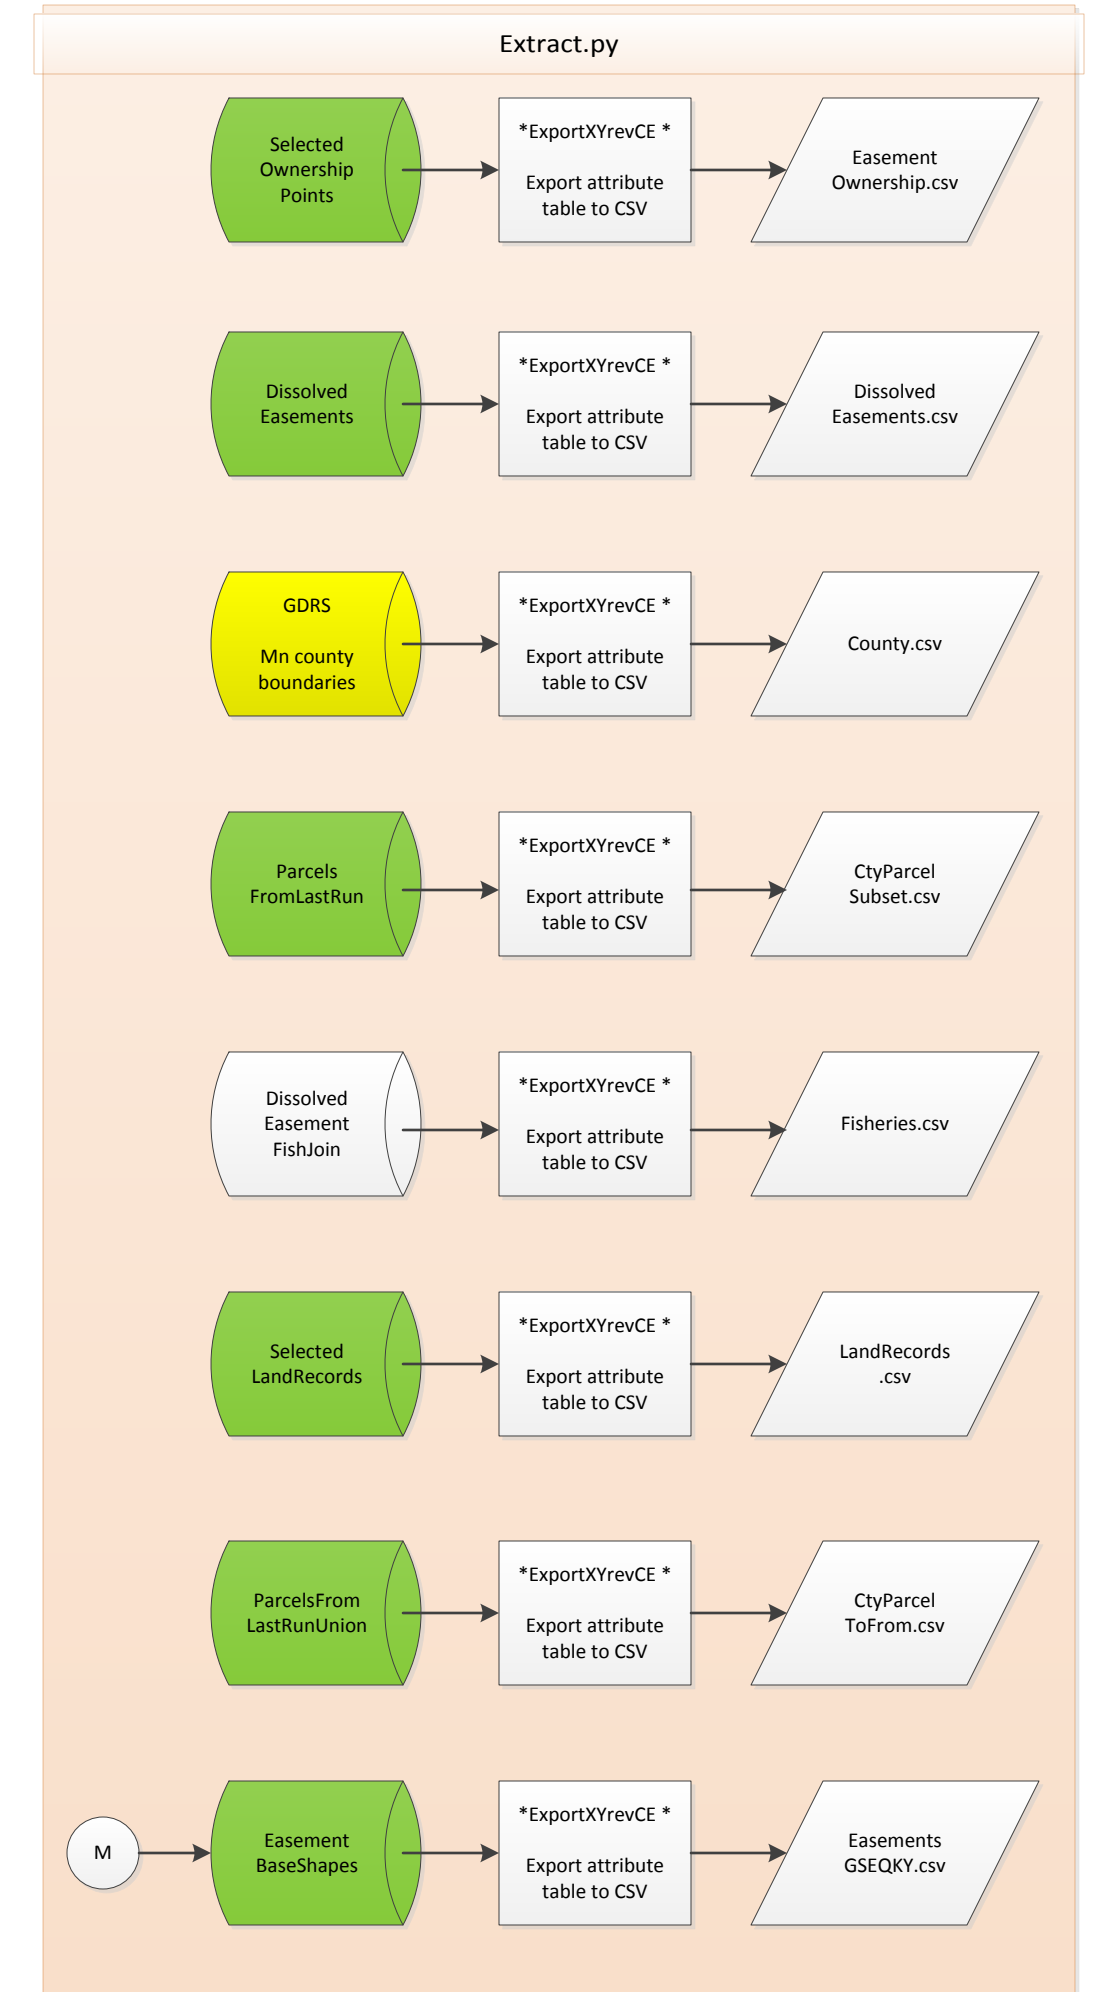 Extract.py
Selected
Ownership
Points
*ExportXYrevCE *
Export attribute
table to CSV
Easement
Ownership.csv
Dissolved
Easements
*ExportXYrevCE *
Export attribute
table to CSV
Dissolved
Easements.csv
GDRS
Mn county
boundaries
*ExportXYrevCE *
Export attribute
table to CSV
County.csv
Parcels
FromLastRun
*ExportXYrevCE *
Export attribute
table to CSV
CtyParcel
Subset.csv
Dissolved
Easement
FishJoin
*ExportXYrevCE *
Export attribute
table to CSV
Fisheries.csv
Selected
LandRecords
*ExportXYrevCE *
Export attribute
table to CSV
LandRecords
.csv
ParcelsFrom
LastRunUnion
*ExportXYrevCE *
Export attribute
table to CSV
CtyParcel
ToFrom.csv
M
Easement
BaseShapes
*ExportXYrevCE *
Export attribute
table to CSV
Easements
GSEQKY.csv